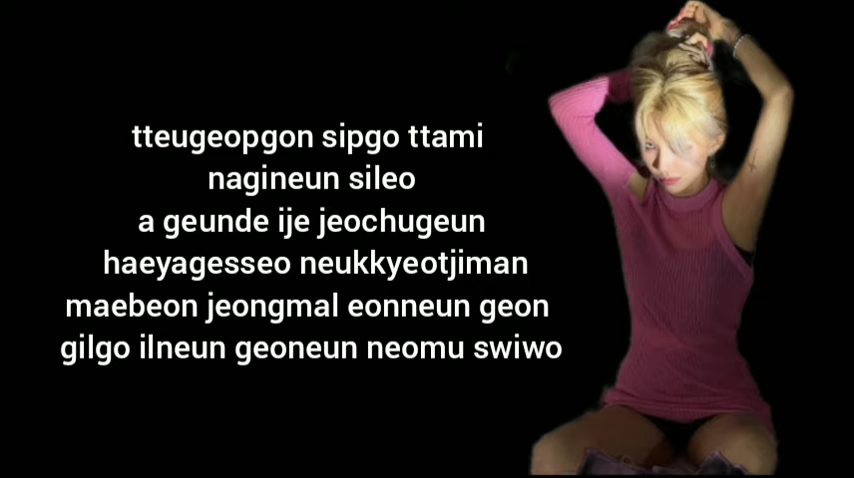 tteugeopgon sipgo ttami
nagineun sileo
a geunde ije jeochugeun
haeyagesseo neukkyeotjiman
maebeon jeongmal eonneun geon
gilgo ilneun geoneun neomu swiwo